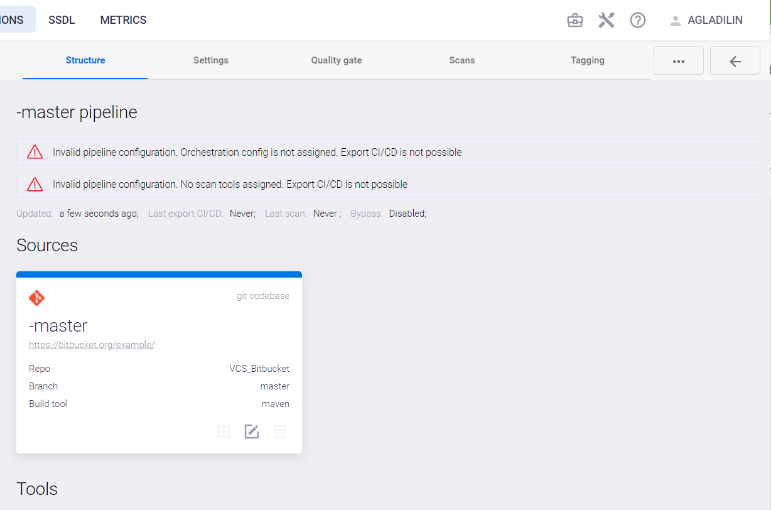 IONS SSDL METRICS AGLADILIN
Structure Settings Quality gate Scans Tagging
-master pipeline
Invalid pipeline configuration. Orchestration config is not assigned. Export CI/CD is not possible
Invalid pipeline configuration. No scan tools assigned. Export CI/CD is not possible
Updated: a few seconds ago; Last export CI/CD: Never; Last scan: Never ; Bypass: Disabled;
Sources
git codebase
-master
https://bitbucket.org/example/
Repo VCS_Bitbucket
Branch master
Build tool maven
Tools